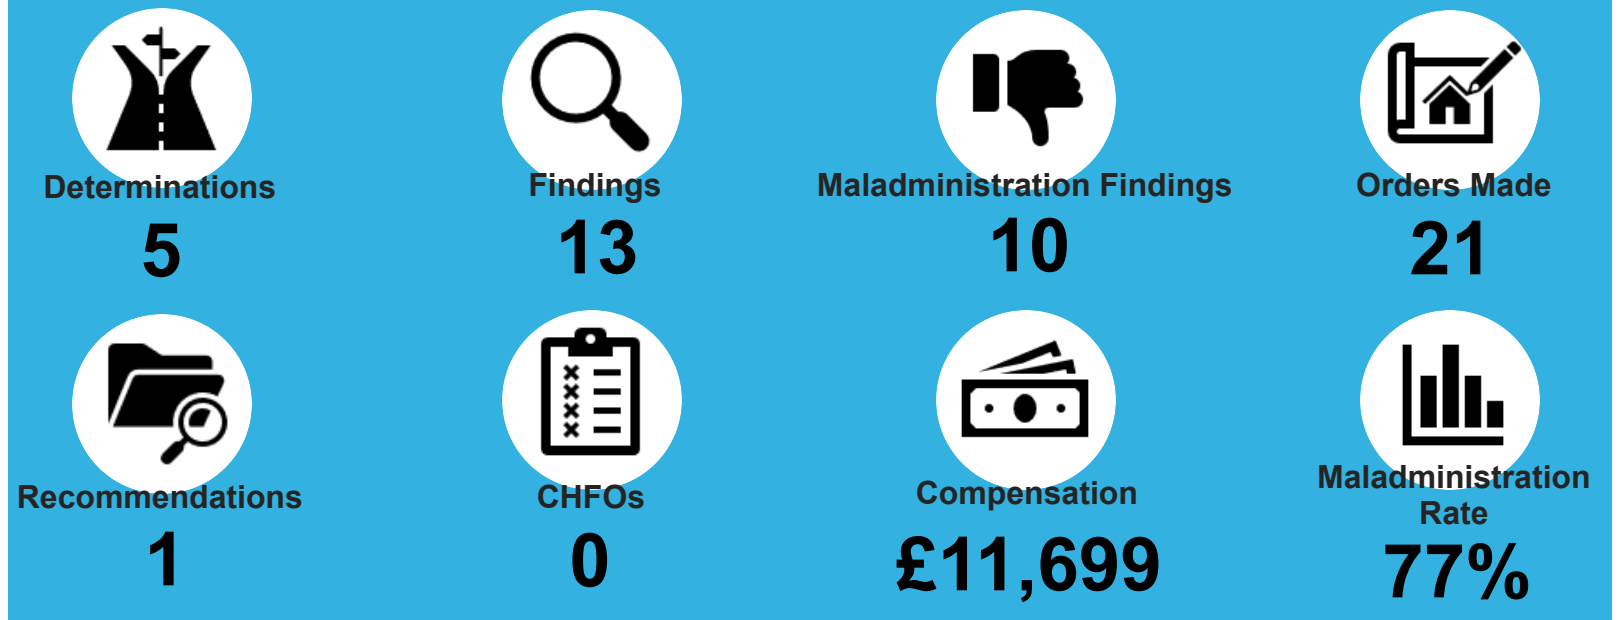 Determinations
5
Findings
13
Maladministration Findings
10
Orders Made
21
Recommendations
1
CHFOs
0
Compensation
£11,699
Maladministration
Rate
77%